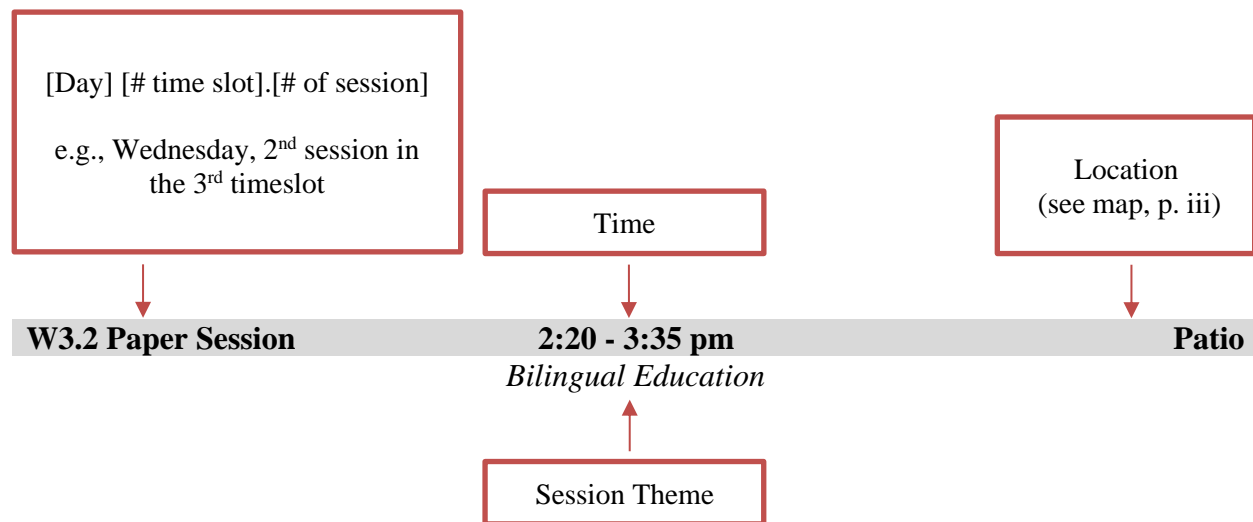 [Day] [# time slot].[# of session]
e.g., Wednesday, 2nd session in
the 3rd timeslot
Time
Location
(see map, p. iii)
W3.2 Paper Session 2:20 - 3:35 pm Patio
Bilingual Education
Session Theme